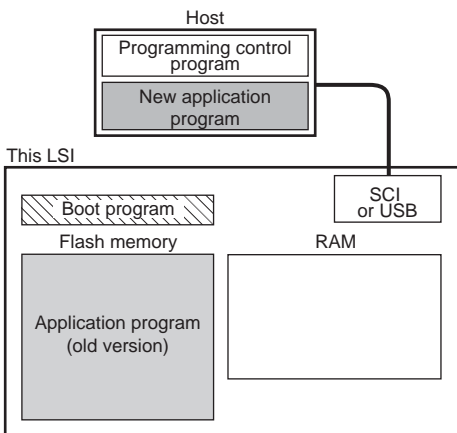 Host
Programming control
program
New application
program
This LSI
SCI
or USB
Boot program
Flash memory
RAM
Application program
(old version)